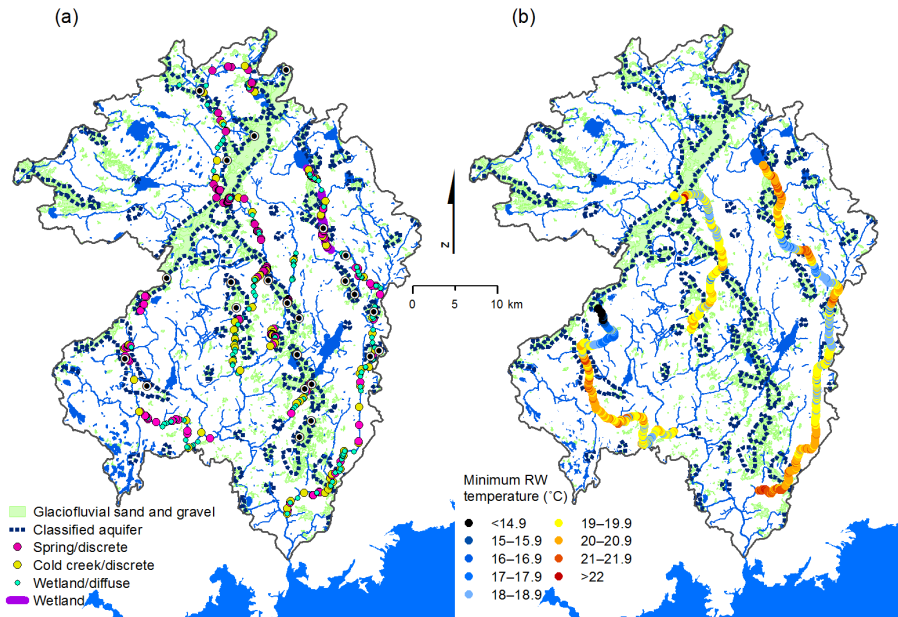 (a)
(b)
N
0 5 10 km
Glaciofluvial sand and gravel
Classified aquifer
Spring/discrete
Cold creek/discrete
Wetland/diffuse
Wetland
Minimum RW
temperature (˚C)
<14.9
15–15.9
16–16.9
17–17.9
18–18.9
19–19.9
20–20.9
21–21.9
>22